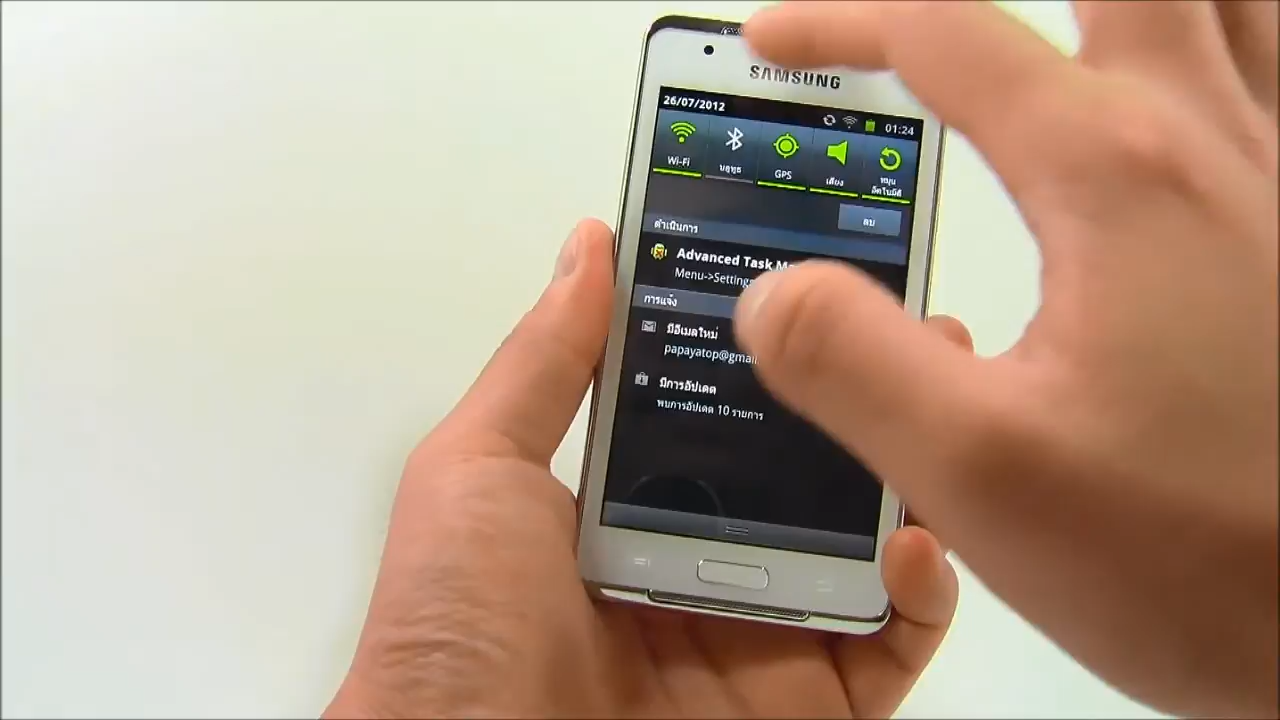 SAMSUNG
26/07/2012 01:24
Wi-Fi
บลูทูธ
GPS
เสียง
หมุน
อัตโนมัติ
ลบ
ดำเนินการ
Advanced Task
Menu->Settings
การแจ้ง
มีอีเมลใหม่
papayatop@gmail
มีการอัปเดต
พบการอัปเดต 10 รายการ